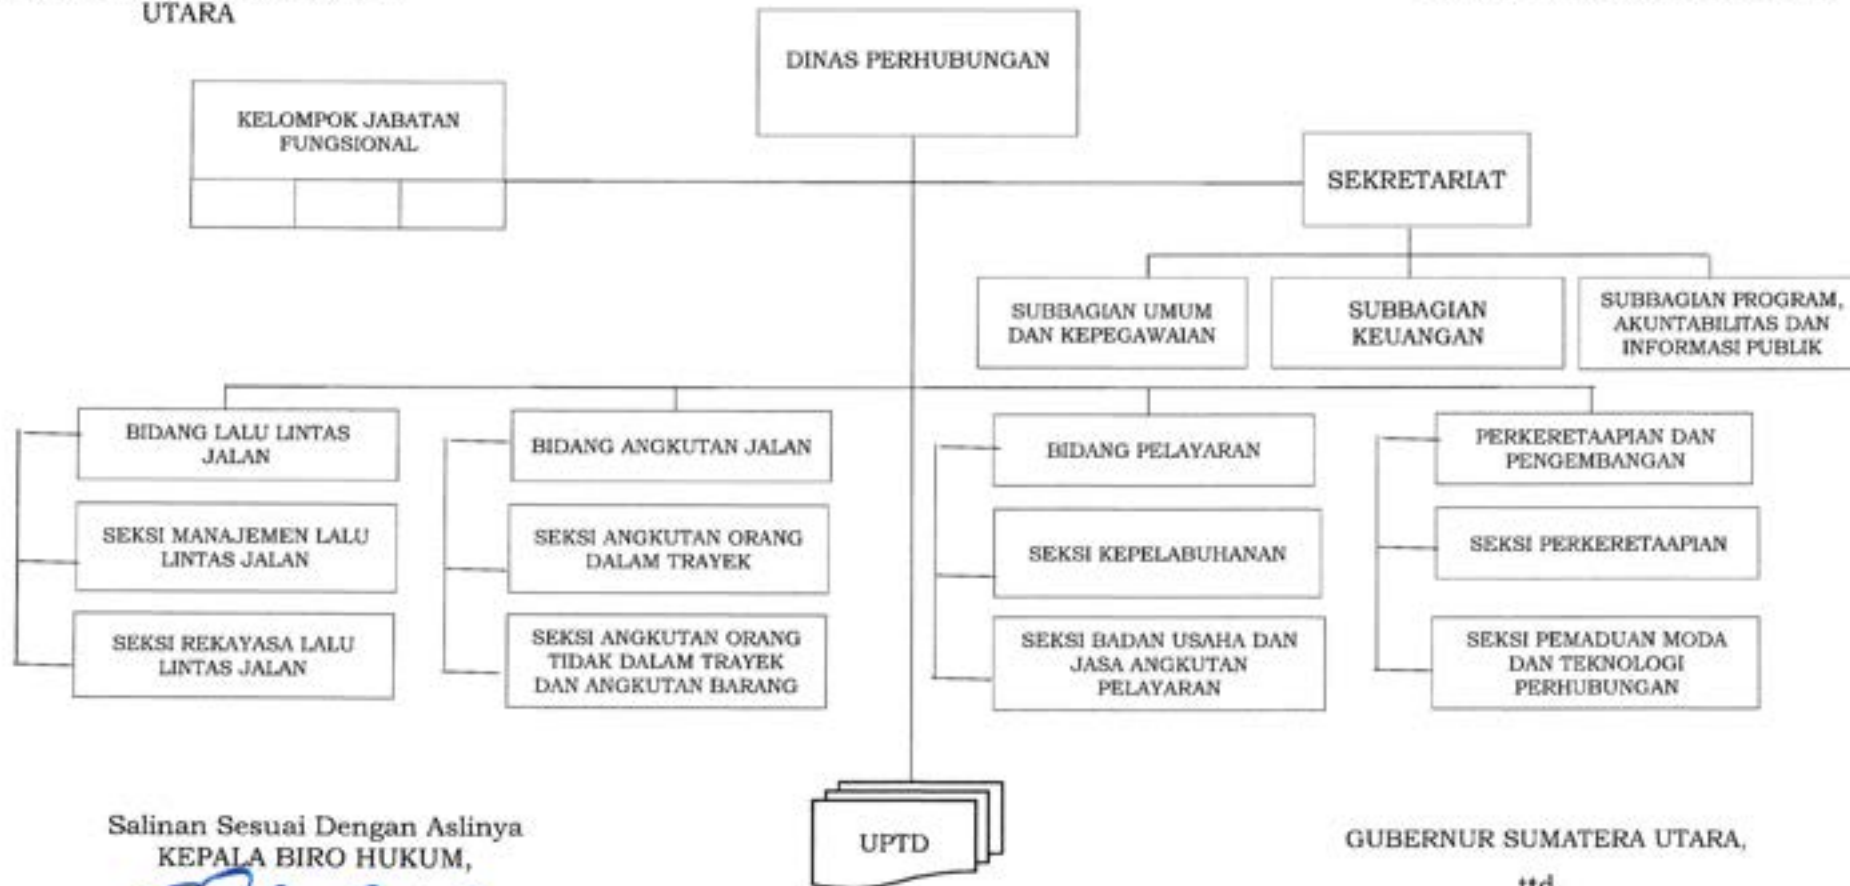 UTARA
DINAS PERHUBUNGAN
KELOMPOK JABATAN
FUNGSIONAL
SEKRETARIAT
SUBBAGIAN UMUM
DAN KEPEGAWAIAN
SUBBAGIAN
KEUANGAN
SUBBAGIAN PROGRAM,
AKUNTABILITAS DAN
INFORMASI PUBLIK
BIDANG LALU LINTAS
JALAN
BIDANG ANGKUTAN JALAN
BIDANG PELAYARAN
PERKERETAAPIAN DAN
PENGEMBANGAN
SEKSI MANAJEMEN LALU
LINTAS JALAN
SEKSI ANGKUTAN ORANG
DALAM TRAYEK
SEKSI KEPELABUHANAN
SEKSI PERKERETAAPIAN
SEKSI REKAYASA LALU
LINTAS JALAN
SEKSI ANGKUTAN ORANG
TIDAK DALAM TRAYEK
DAN ANGKUTAN BARANG
SEKSI BADAN USAHA DAN
JASA ANGKUTAN
PELAYARAN
SEKSI PEMADUAN MODA
DAN TEKNOLOGI
PERHUBUNGAN
UPTD
Salinan Sesuai Dengan Aslinya
KEPALA BIRO HUKUM,
GUBERNUR SUMATERA UTARA,
ttd